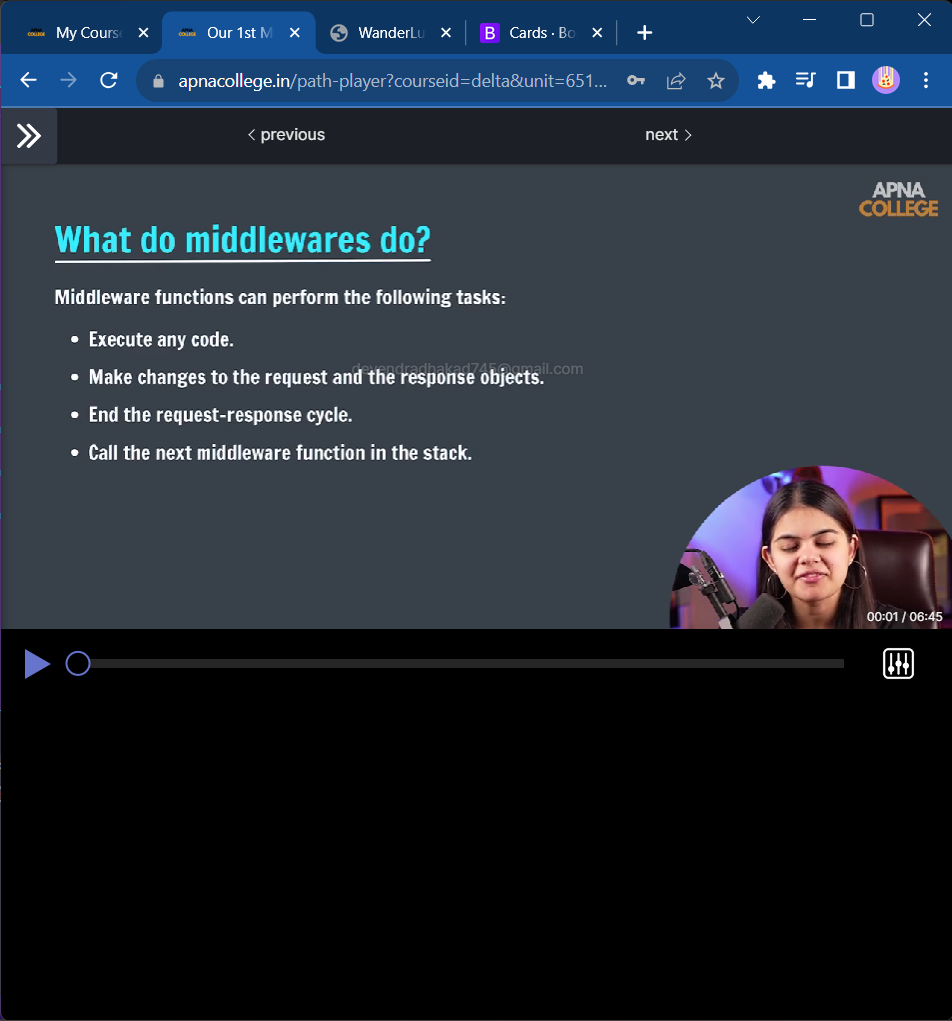 My Cours
Our 1st M
WanderLu
B
Cards · Bo
apnacollege.in/path-player?courseid=delta&unit=651...
previous
next
APNA
COLLEGE
What do middlewares do?
Middleware functions can perform the following tasks:
Execute any code.
devendradhakad745@gmail.com
Make changes to the request and the response objects.
End the request-response cycle.
Call the next middleware function in the stack.
00:01 / 06:45